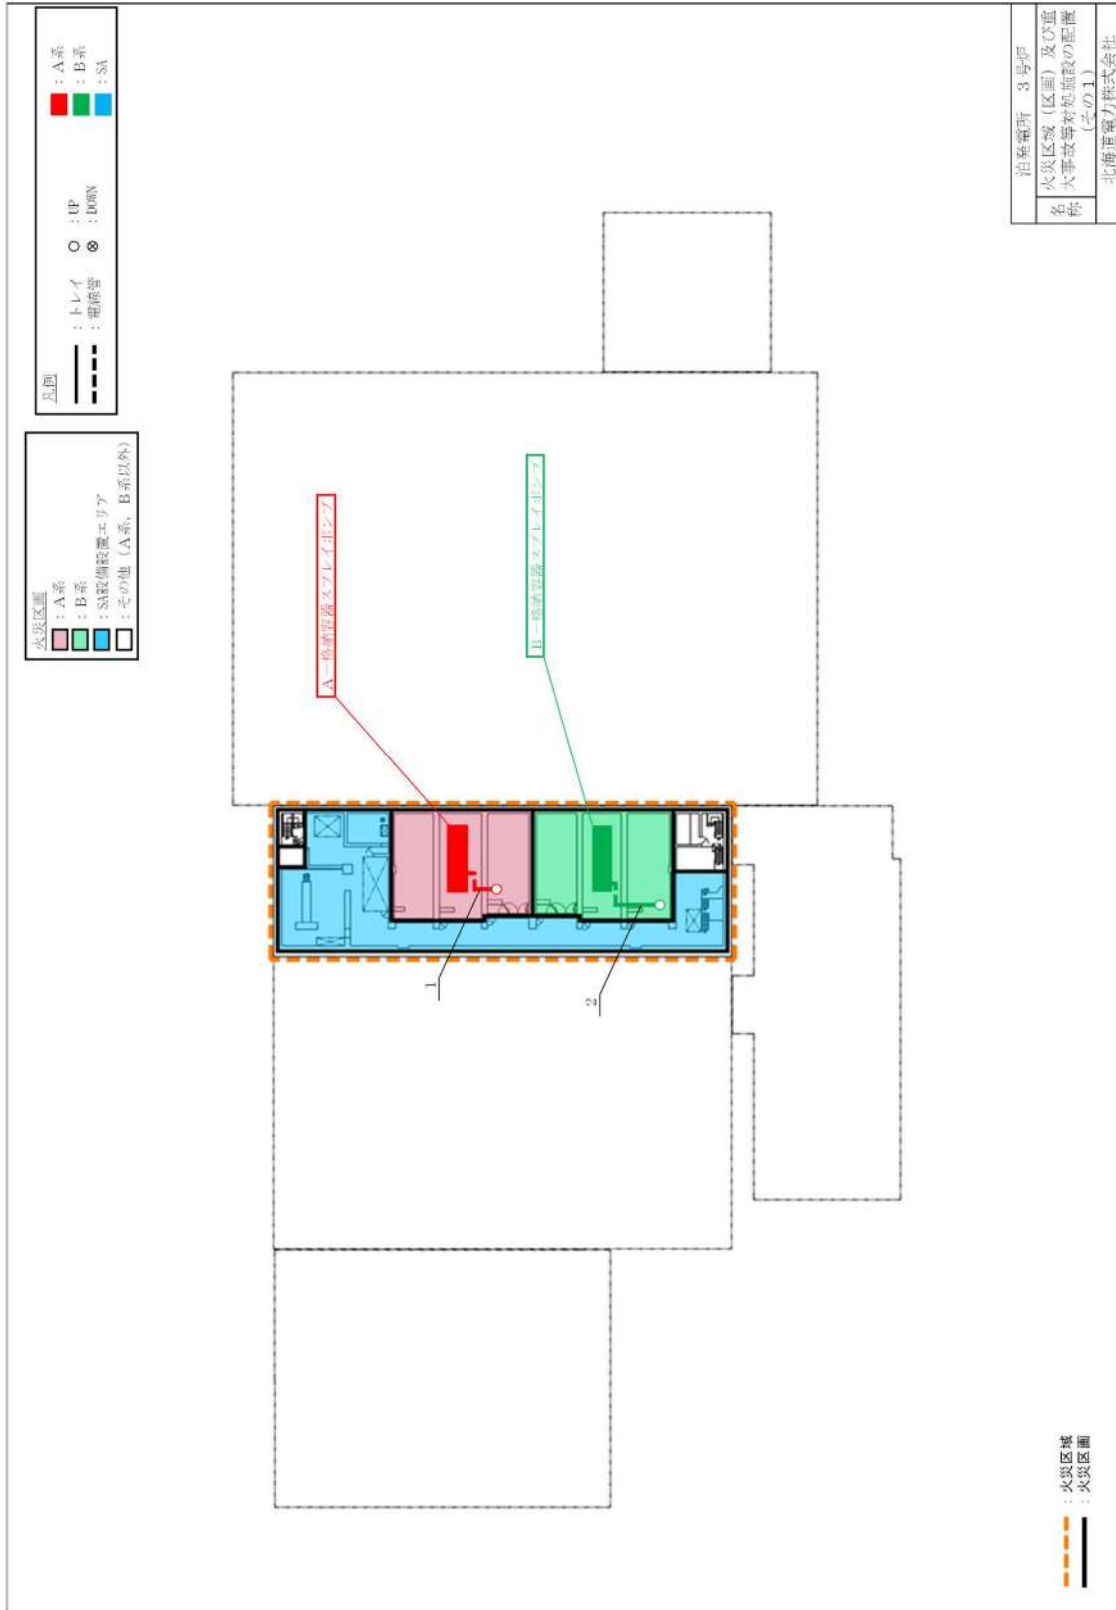 火災区画
: A系
: B系
: SA設備設置エリア
: その他（A系，B系以外）
凡例
: トレイ
: 電線管
: UP
: DOWN
: A系
: B系
: SA
A－格納容器スプレイポンプ
B－格納容器スプレイポンプ
1
2
: 火災区域
: 火災区画
泊発電所　3号炉
名称
火災区域（区画）及び重
大事故等対処施設の配置
（その1）
北海道電力株式会社